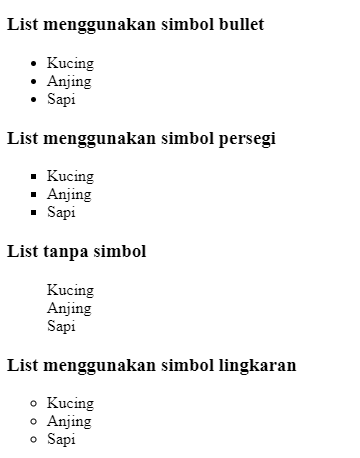 List menggunakan simbol bullet
• Kucing
• Anjing
• Sapi
List menggunakan simbol persegi
▪ Kucing
▪ Anjing
▪ Sapi
List tanpa simbol
Kucing
Anjing
Sapi
List menggunakan simbol lingkaran
○ Kucing
○ Anjing
○ Sapi